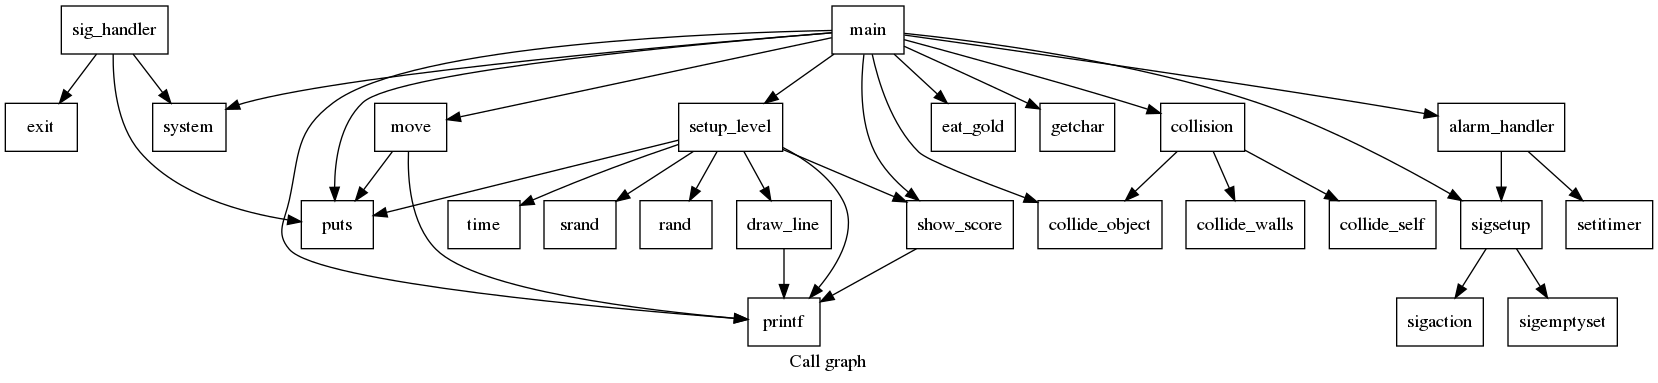 sig_handler
main
exit
system
move
setup_level
eat_gold
getchar
collision
alarm_handler
puts
time
srand
rand
draw_line
show_score
collide_object
collide_walls
collide_self
sigsetup
setitimer
printf
sigaction
sigemptyset
Call graph